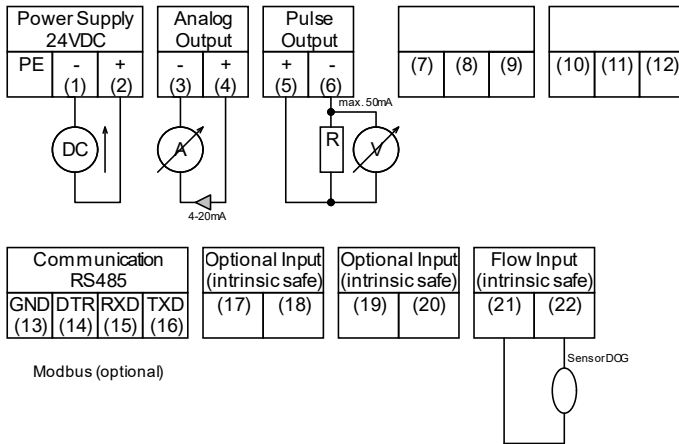 Power Supply
24VDC
PE - +
(1) (2)
DC
Analog
Output
- +
(3) (4)
A
4-20mA
Pulse
Output
+ -
(5) (6)
max. 50mA
R
V
(7) (8) (9)
(10) (11) (12)
Communication
RS485
GND DTR RXD TXD
(13) (14) (15) (16)
Modbus (optional)
Optional Input
(intrinsic safe)
(17) (18)
Optional Input
(intrinsic safe)
(19) (20)
Flow Input
(intrinsic safe)
(21) (22)
Sensor DOG